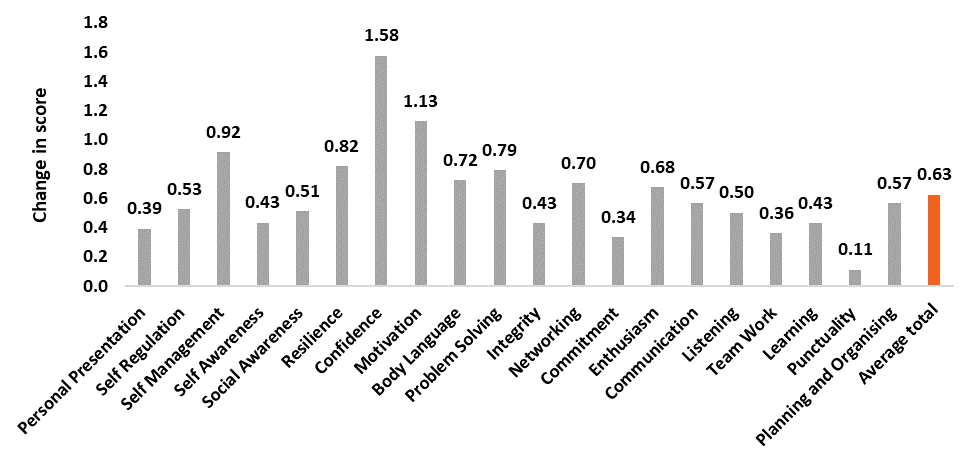 Change in score
1.8
1.6
1.4
1.2
1.0
0.8
0.6
0.4
0.2
0.0
0.39
0.53
0.92
0.43
0.51
0.82
1.58
1.13
0.72
0.79
0.43
0.70
0.34
0.68
0.57
0.50
0.36
0.43
0.11
0.57
0.63
Personal Presentation
Self Regulation
Self Management
Self Awareness
Social Awareness
Resilience
Confidence
Motivation
Body Language
Problem Solving
Integrity
Networking
Commitment
Enthusiasm
Communication
Listening
Team Work
Learning
Punctuality
Planning and Organising
Average total